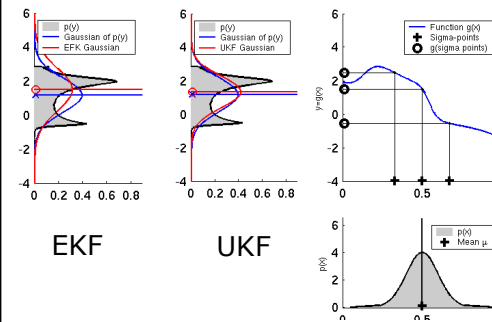 6
4
2
0
-2
-4
0 0.2 0.4 0.6 0.8
p(y)
Gaussian of p(y)
EFK Gaussian
EKF
6
4
2
0
-2
-4
0 0.2 0.4 0.6 0.8
p(y)
Gaussian of p(y)
UKF Gaussian
UKF
6
4
2
0
-2
-4
0 0.5
y=g(x)
Function g(x)
Sigma-points
g(sigma points)
6
4
2
0
p(x)
p(x)
Mean μ
0 0.5